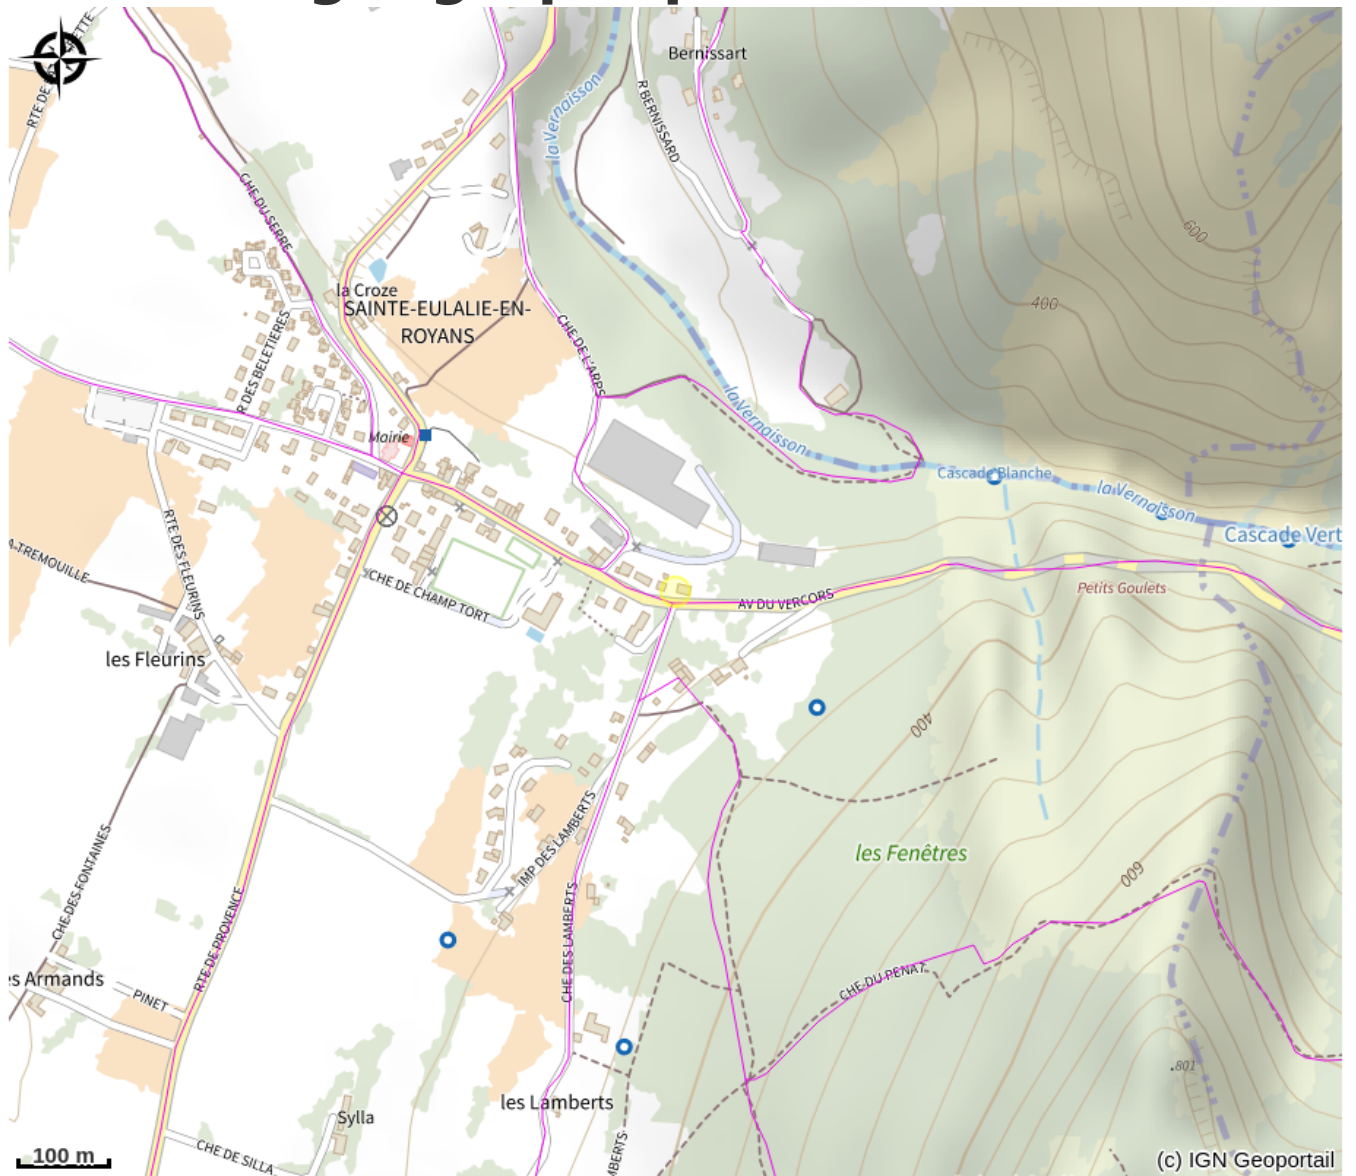 Bernissart
la Vernaisson
R BERNISSARD
CHE DU SERRE
600
400
la Croze
SAINTE-EULALIE-EN-
ROYANS
CHE DE L'ARPS
R DES BELETIERES
la Vernaisson
Mairie
Cascade Blanche
la Vernaisson
Cascade Vert
RTE DES FLEURINS
A-TREMOUILLE
CHE DE CHAMP TORT
AV DU VERCORS
Petits Goulets
les Fleurins
400
IMP DES LAMBERTS
les Fenêtres
600
CHE-DES-FONTAINES
RTE DE PROVENCE
CHE DES LAMBERTS
es Armands
PINET
CHE-DU PENAT
.801
les Lamberts
Sylla
CHE DE SILLA
MBERTS
100 m
(c) IGN Geoportail